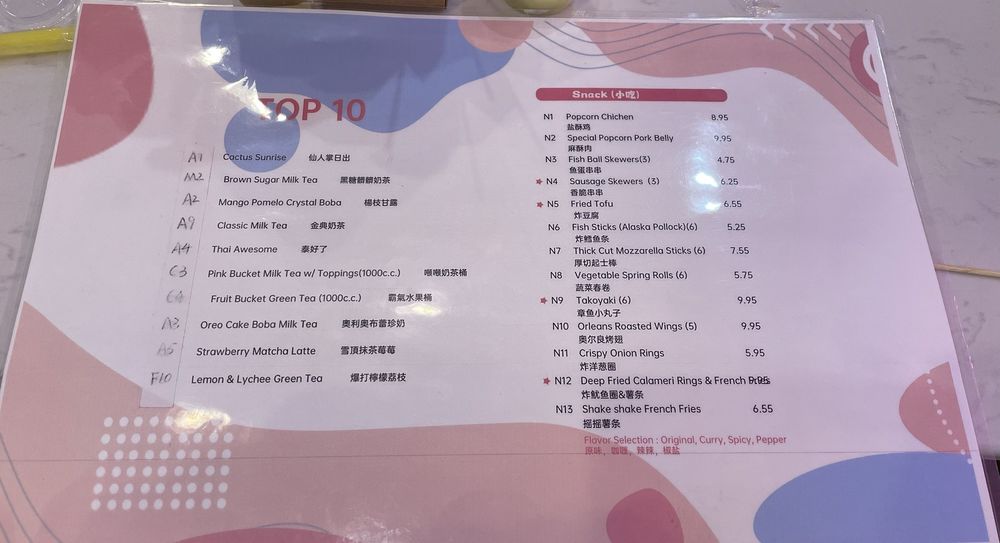 TOP 10
A1 Cactus Sunrise 仙人掌日出
M2 Brown Sugar Milk Tea 黑糖髒髒奶茶
A2 Mango Pomelo Crystal Boba 楊枝甘露
A9 Classic Milk Tea 金典奶茶
A4 Thai Awesome 泰好了
C3 Pink Bucket Milk Tea w/ Toppings(1000c.c.) 噸噸奶茶桶
Fruit Bucket Green Tea (1000c.c.) 霸氣水果桶
A3 Oreo Cake Boba Milk Tea 奧利奧布蕾珍奶
A5 Strawberry Matcha Latte 雪頂抹茶莓莓
F10 Lemon & Lychee Green Tea 爆打檸檬荔枝
Snack (小吃)
N1 Popcorn Chichen 8.95
盐酥鸡
N2 Special Popcorn Pork Belly 9.95
麻酥肉
N3 Fish Ball Skewers(3) 4.75
鱼蛋串串
N4 Sausage Skewers (3) 6.25
香脆串串
N5 Fried Tofu 6.55
炸豆腐
N6 Fish Sticks (Alaska Pollock)(6) 5.25
炸鳕鱼条
N7 Thick Cut Mozzarella Sticks (6) 7.55
厚切起士棒
N8 Vegetable Spring Rolls (6) 5.75
蔬菜春卷
N9 Takoyaki (6) 9.95
章鱼小丸子
N10 Orleans Roasted Wings (5) 9.95
奥尔良烤翅
N11 Crispy Onion Rings 5.95
炸洋葱圈
N12 Deep Fried Calameri Rings & French 9.95
炸鱿鱼圈&薯条
N13 Shake shake French Fries 6.55
摇摇薯条
Flavor Selection : Original, Curry, Spicy, Pepper
原味, 咖喱, 辣辣, 椒盐